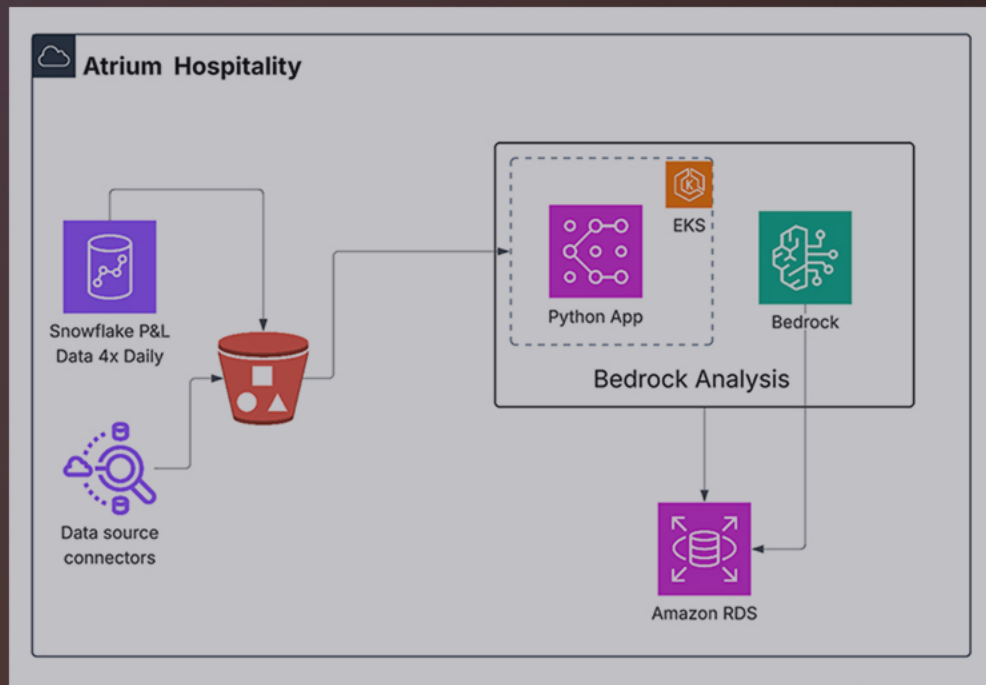 Atrium Hospitality
Snowflake P&L
Data 4x Daily
Data source
connectors
EKS
Python App
Bedrock
Bedrock Analysis
Amazon RDS